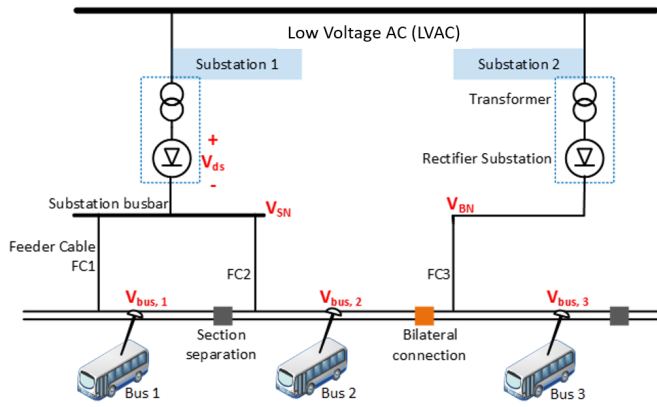 Low Voltage AC (LVAC)
Substation 1
Substation 2
Transformer
+
Vds
-
Rectifier Substation
Substation busbar
VSN
VBN
Feeder Cable
FC1
FC2
FC3
Vbus, 1
Vbus, 2
Vbus, 3
Section
separation
Bilateral
connection
Bus 1
Bus 2
Bus 3